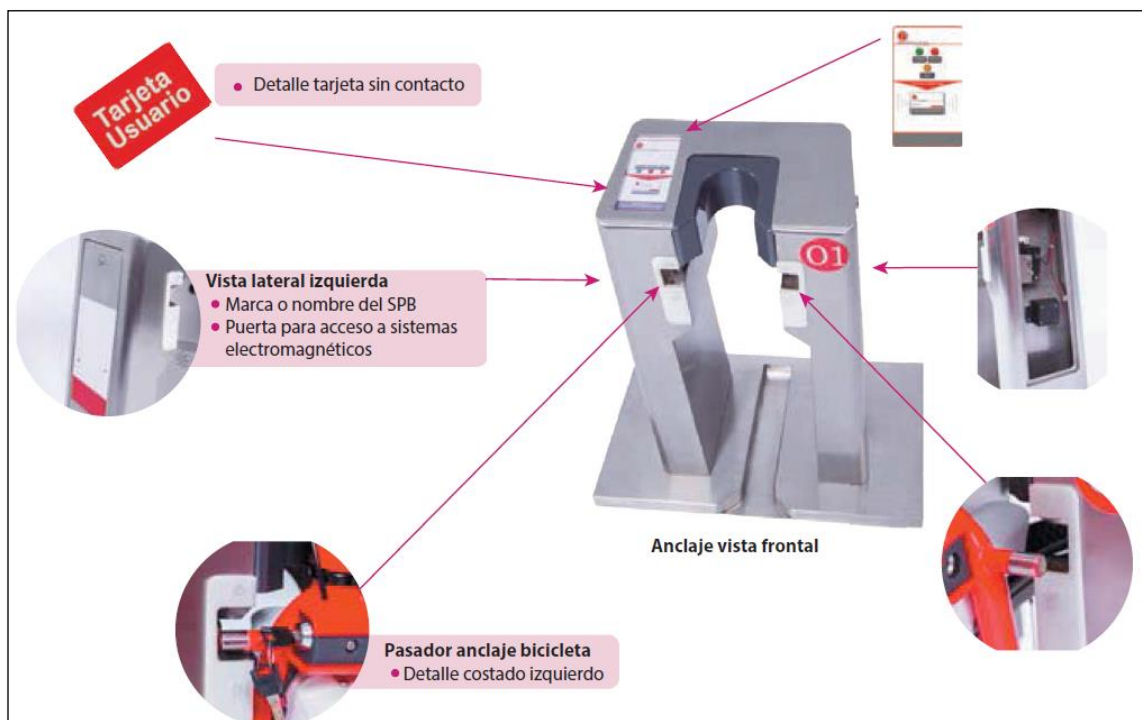 Tarjeta
Usuario
• Detalle tarjeta sin contacto
Vista lateral izquierda
• Marca o nombre del SPB
• Puerta para acceso a sistemas
electromagnéticos
01
Anclaje vista frontal
Pasador anclaje bicicleta
• Detalle costado izquierdo